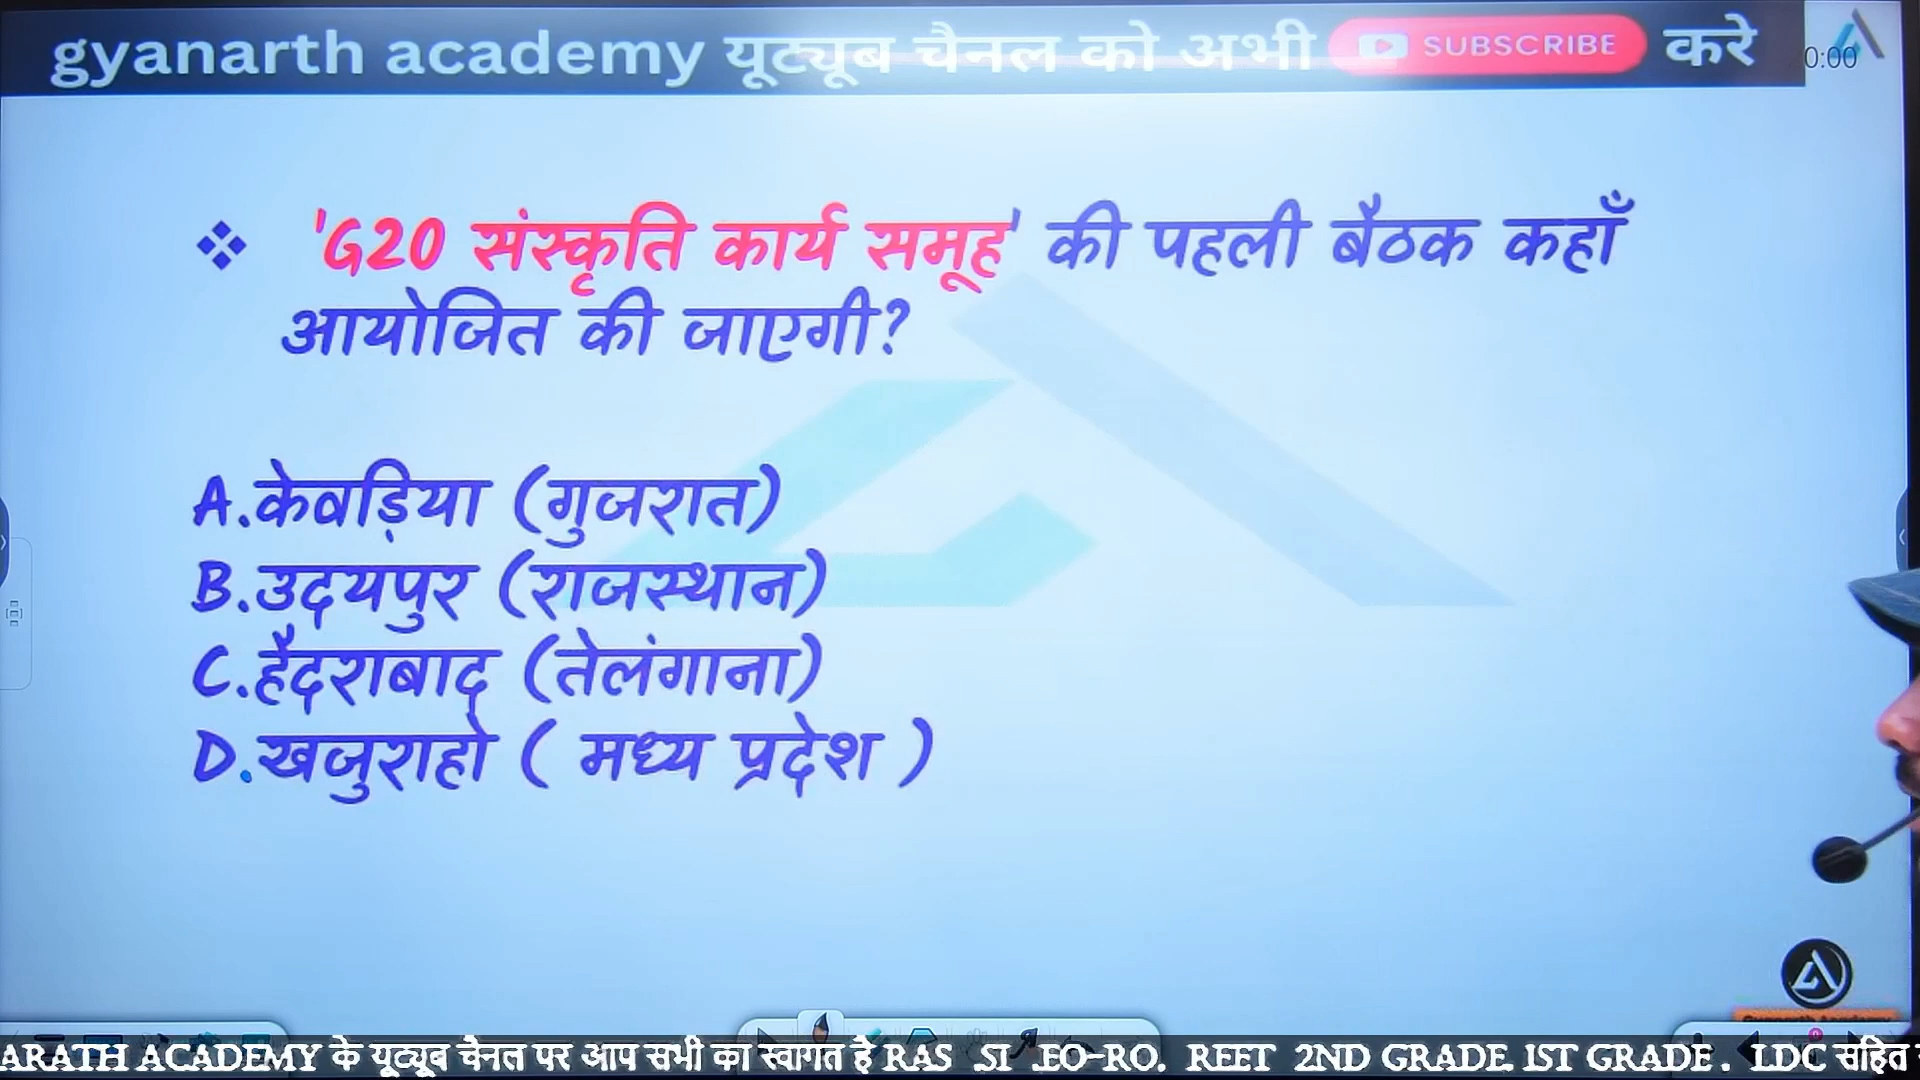 gyanarth academy यूट्यूब चैनल को अभी SUBSCRIBE करे
0:00
❖ 'G20 संस्कृति कार्य समूह' की पहली बैठक कहाँ
आयोजित की जाएगी?
A.केवड़िया (गुजरात)
B.उदयपुर (राजस्थान)
C.हैदराबाद (तेलंगाना)
D.खजुराहो ( मध्य प्रदेश )
ARATH ACADEMY के यूट्यूब चैनल पर आप सभी का स्वागत है RAS SI .EO-RO. REET 2ND GRADE. 1ST GRADE . LDC सहित